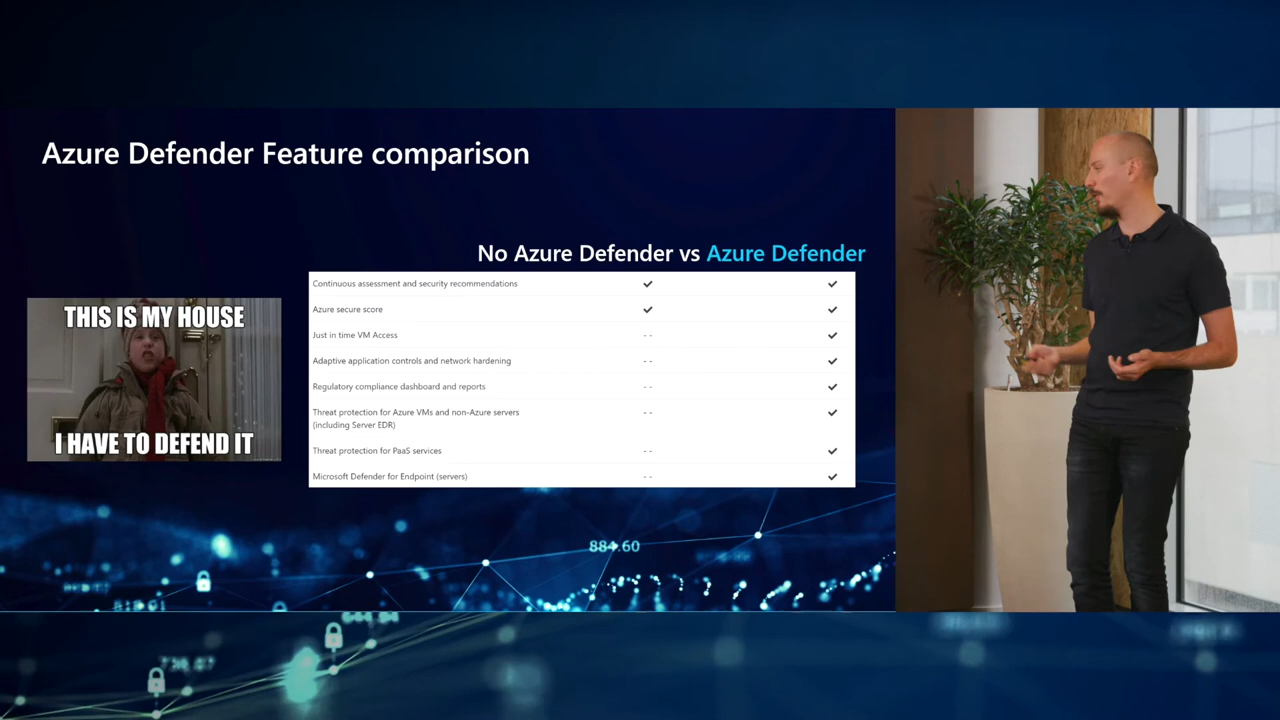 Azure Defender Feature comparison
No Azure Defender vs Azure Defender
Continuous assessment and security recommendations ✔ ✔
Azure secure score ✔ ✔
Just in time VM Access - - ✔
Adaptive application controls and network hardening - - ✔
Regulatory compliance dashboard and reports - - ✔
Threat protection for Azure VMs and non-Azure servers - - ✔
(including Server EDR)
Threat protection for PaaS services - - ✔
Microsoft Defender for Endpoint (servers) - - ✔
THIS IS MY HOUSE
I HAVE TO DEFEND IT
884.60